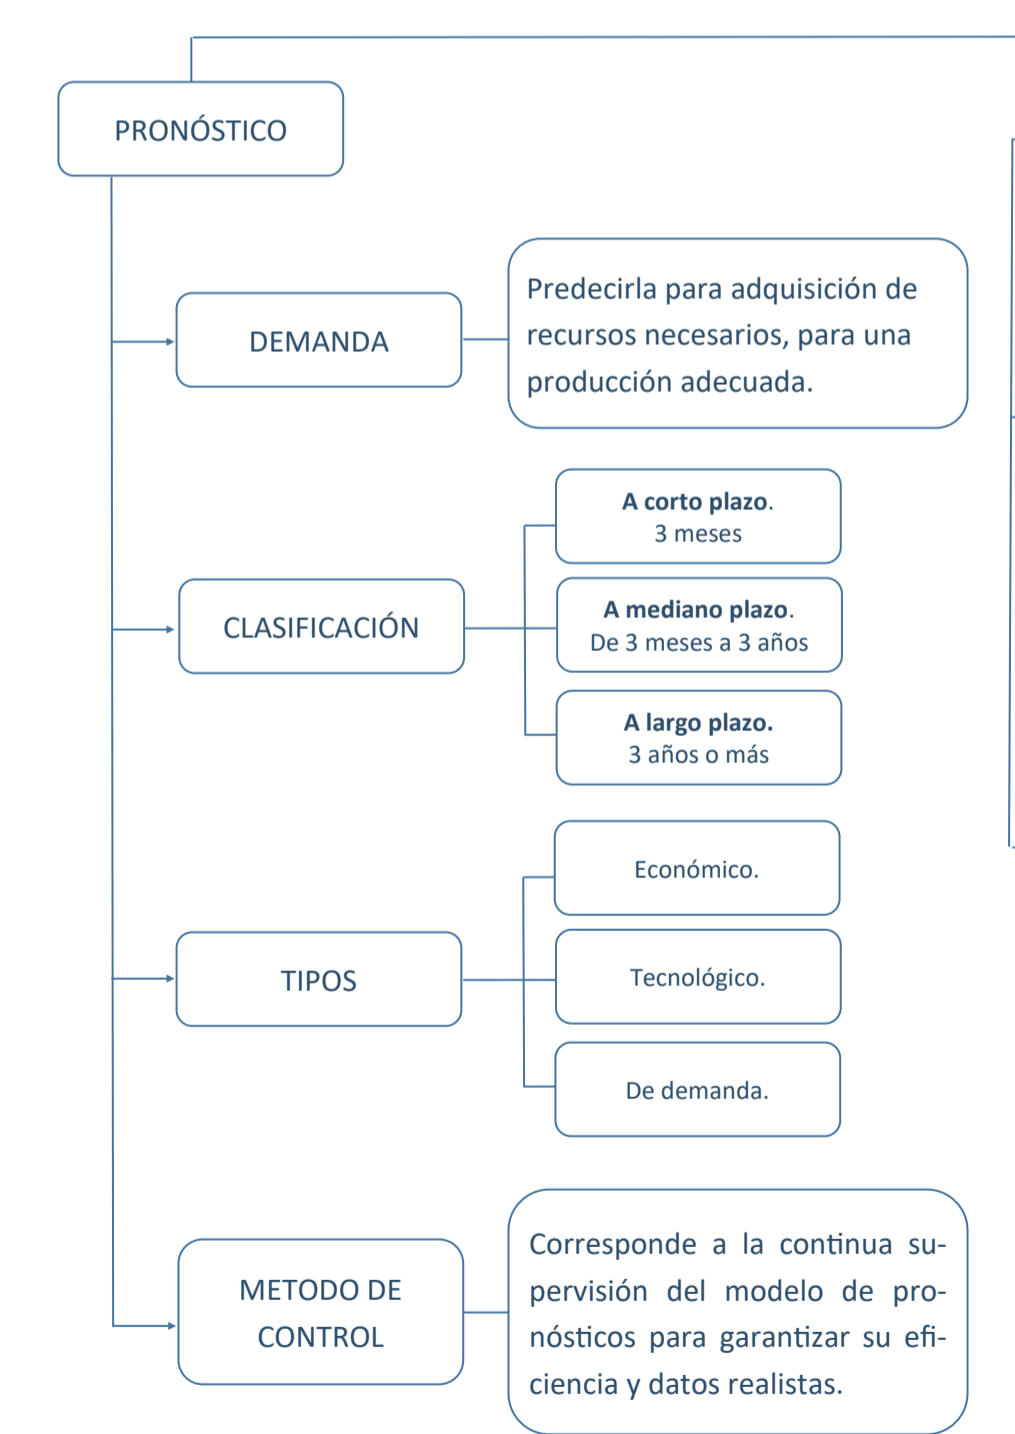 PRONÓSTICO
DEMANDA
Predecirla para adquisición de
recursos necesarios, para una
producción adecuada.
CLASIFICACIÓN
A corto plazo.
3 meses
A mediano plazo.
De 3 meses a 3 años
A largo plazo.
3 años o más
TIPOS
Económico.
Tecnológico.
De demanda.
METODO DE
CONTROL
Corresponde a la continua su-
pervisión del modelo de pro-
nósticos para garantizar su efi-
ciencia y datos realistas.